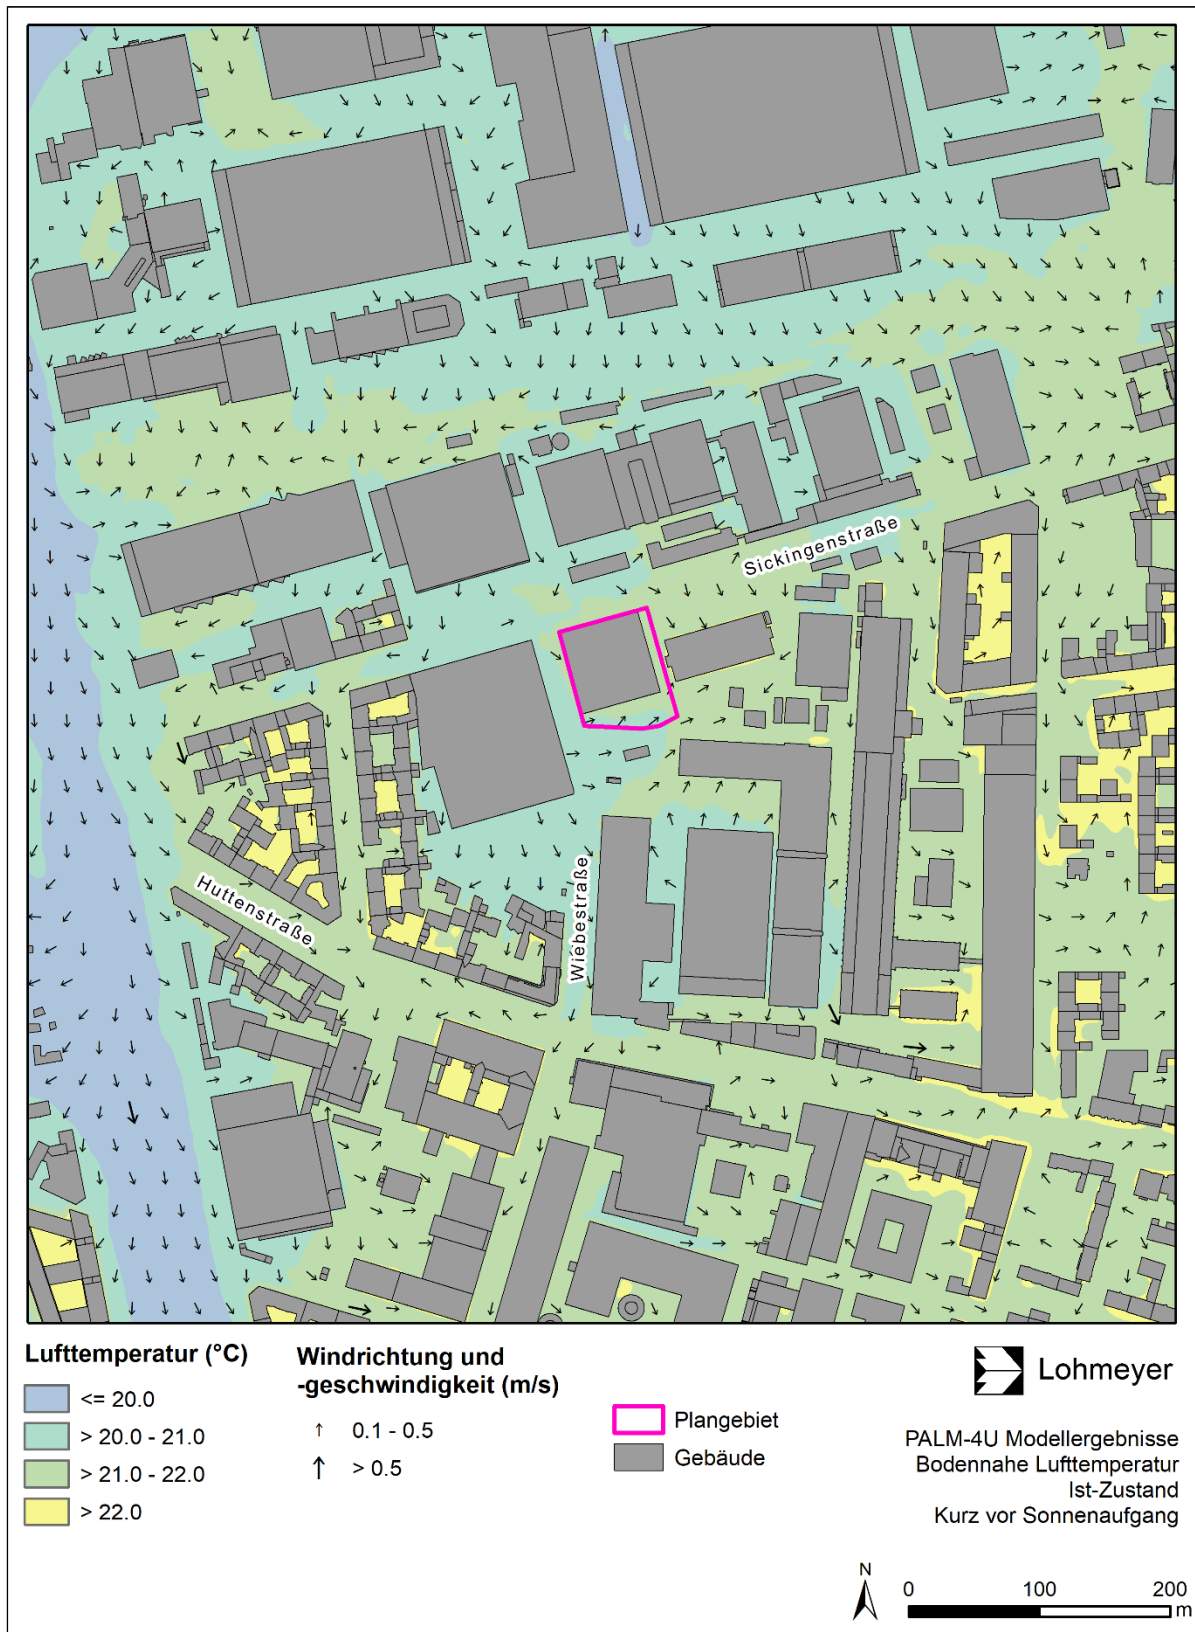 Sickingenstraße
Huttenstraße
Wiebestraße
Lufttemperatur (°C)
<= 20.0
> 20.0 - 21.0
> 21.0 - 22.0
> 22.0
Windrichtung und
-geschwindigkeit (m/s)
0.1 - 0.5
> 0.5
Plangebiet
Gebäude
Lohmeyer
PALM-4U Modellergebnisse
Bodennahe Lufttemperatur
Ist-Zustand
Kurz vor Sonnenaufgang
N
0 100 200
m